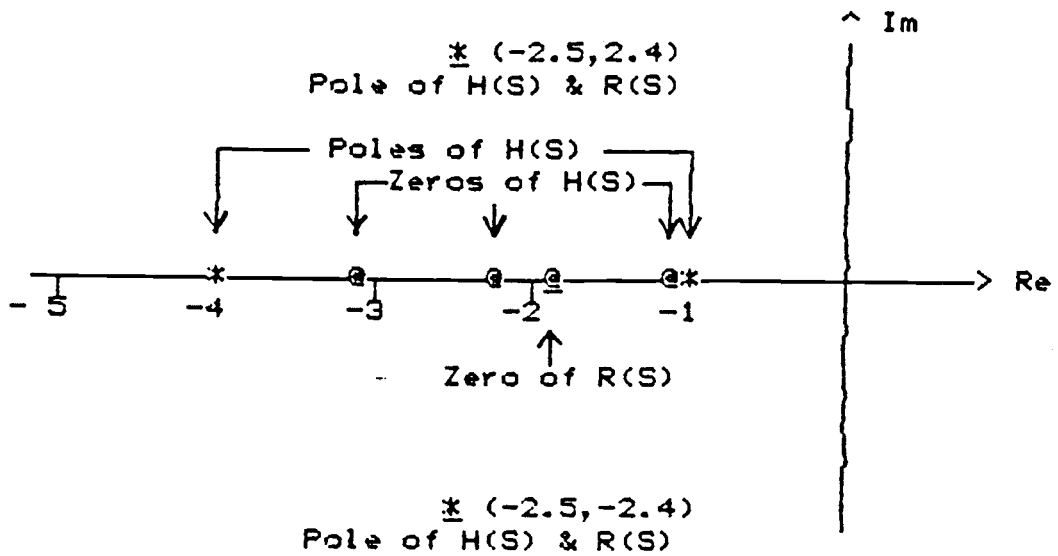 ^ Im
* (-2.5,2.4)
Pole of H(S) & R(S)
Poles of H(S)
Zeros of H(S)
* @ @ @ @ * > Re
- 5 -4 -3 -2 -1
Zero of R(S)
* (-2.5,-2.4)
Pole of H(S) & R(S)